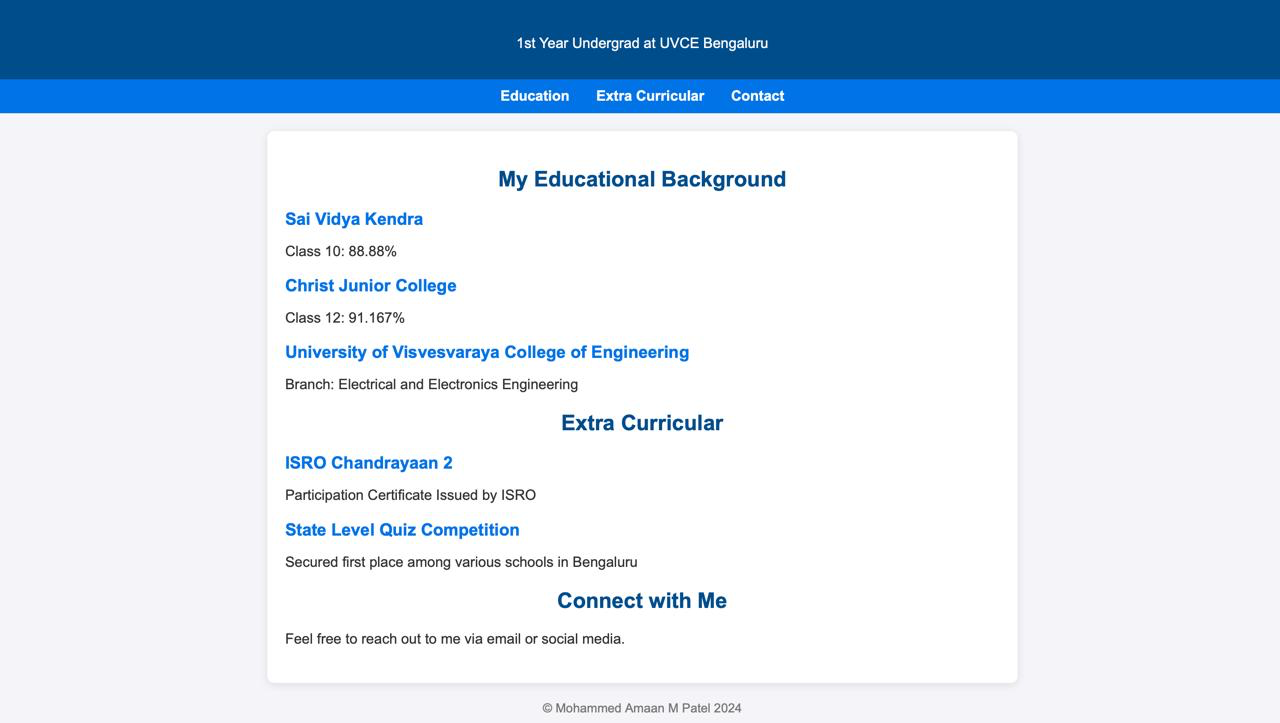 1st Year Undergrad at UVCE Bengaluru
Education Extra Curricular Contact
My Educational Background
Sai Vidya Kendra
Class 10: 88.88%
Christ Junior College
Class 12: 91.167%
University of Visvesvaraya College of Engineering
Branch: Electrical and Electronics Engineering
Extra Curricular
ISRO Chandrayaan 2
Participation Certificate Issued by ISRO
State Level Quiz Competition
Secured first place among various schools in Bengaluru
Connect with Me
Feel free to reach out to me via email or social media.
© Mohammed Amaan M Patel 2024